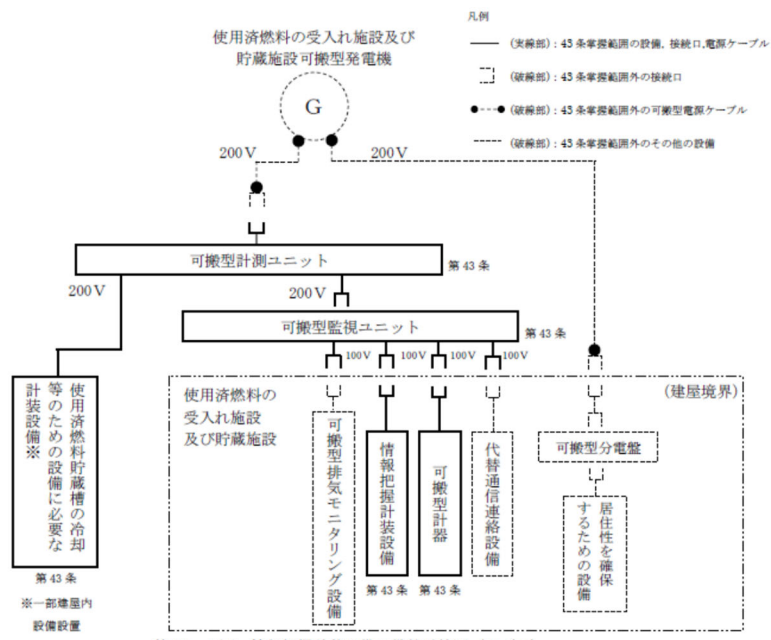 凡例
使用済燃料の受入れ施設及び
貯蔵施設可搬型発電機
(実線部):43条掌握範囲の設備,接続口,電源ケーブル
(破線部):43条掌握範囲外の接続口
G
(破線部):43条掌握範囲外の可搬型電源ケーブル
(破線部):43条掌握範囲外のその他の設備
200V
200V
可搬型計測ユニット
第43条
200V
200V
可搬型監視ユニット
第43条
100V
100V
100V
100V
使用済燃料の
受入れ施設
及び貯蔵施設
(建屋境界)
使用済燃料貯蔵槽の冷却
等のための設備に必要な
計装設備※
可搬型排気モニタリング設備
情報把握計装設備
可搬型計器
代替通信連絡設備
可搬型分電盤
居住性を確保
するための設備
第43条
第43条
第43条
※一部建屋内
設備設置